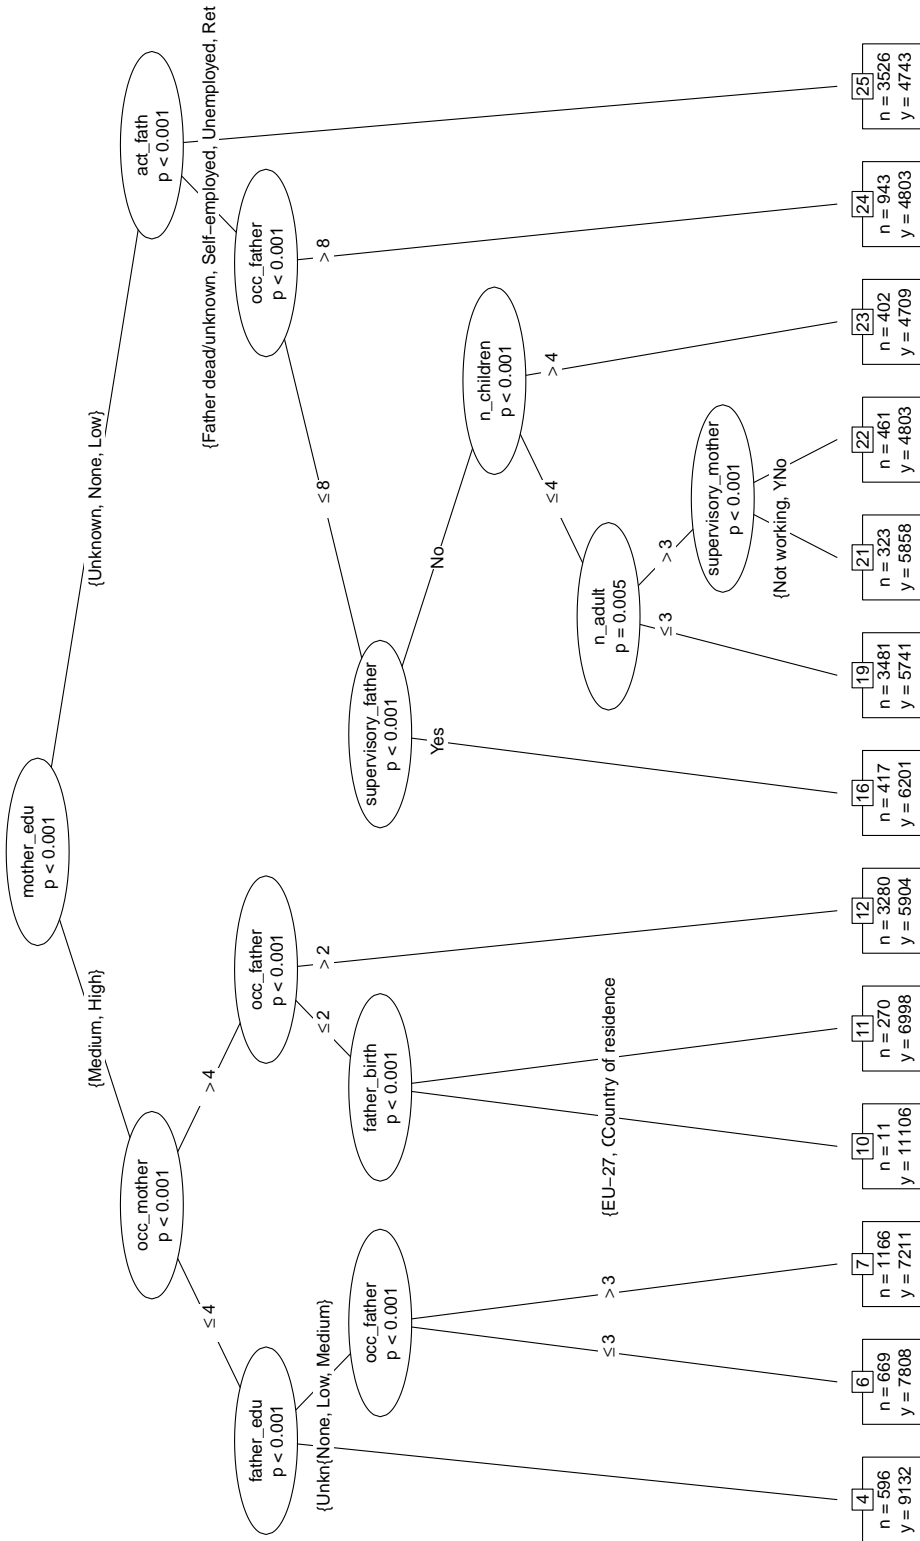 mother_edu
p < 0.001
{Medium, High}
{Unknown, None, Low}
occ_mother
p < 0.001
≤ 4
> 4
act_fath
p < 0.001
{Father dead/unknown, Self−employed, Unemployed, Ret
father_edu
p < 0.001
{Unkn{None, Low, Medium}
occ_father
p < 0.001
≤ 2
> 2
occ_father
p < 0.001
≤ 8
> 8
occ_father
p < 0.001
≤ 3
> 3
father_birth
p < 0.001
{EU−27, (Country of residence
supervisory_father
p < 0.001
Yes
No
n_children
p < 0.001
≤ 4
> 4
n_adult
p = 0.005
≤ 3
> 3
supervisory_mother
p < 0.001
{Not working, YNo
4
n = 596
y = 9132
6
n = 669
y = 7808
7
n = 1166
y = 7211
10
n = 11
y = 11106
11
n = 270
y = 6998
12
n = 3280
y = 5904
16
n = 417
y = 6201
19
n = 3481
y = 5741
21
n = 323
y = 5858
22
n = 461
y = 4803
23
n = 402
y = 4709
24
n = 943
y = 4803
25
n = 3526
y = 4743